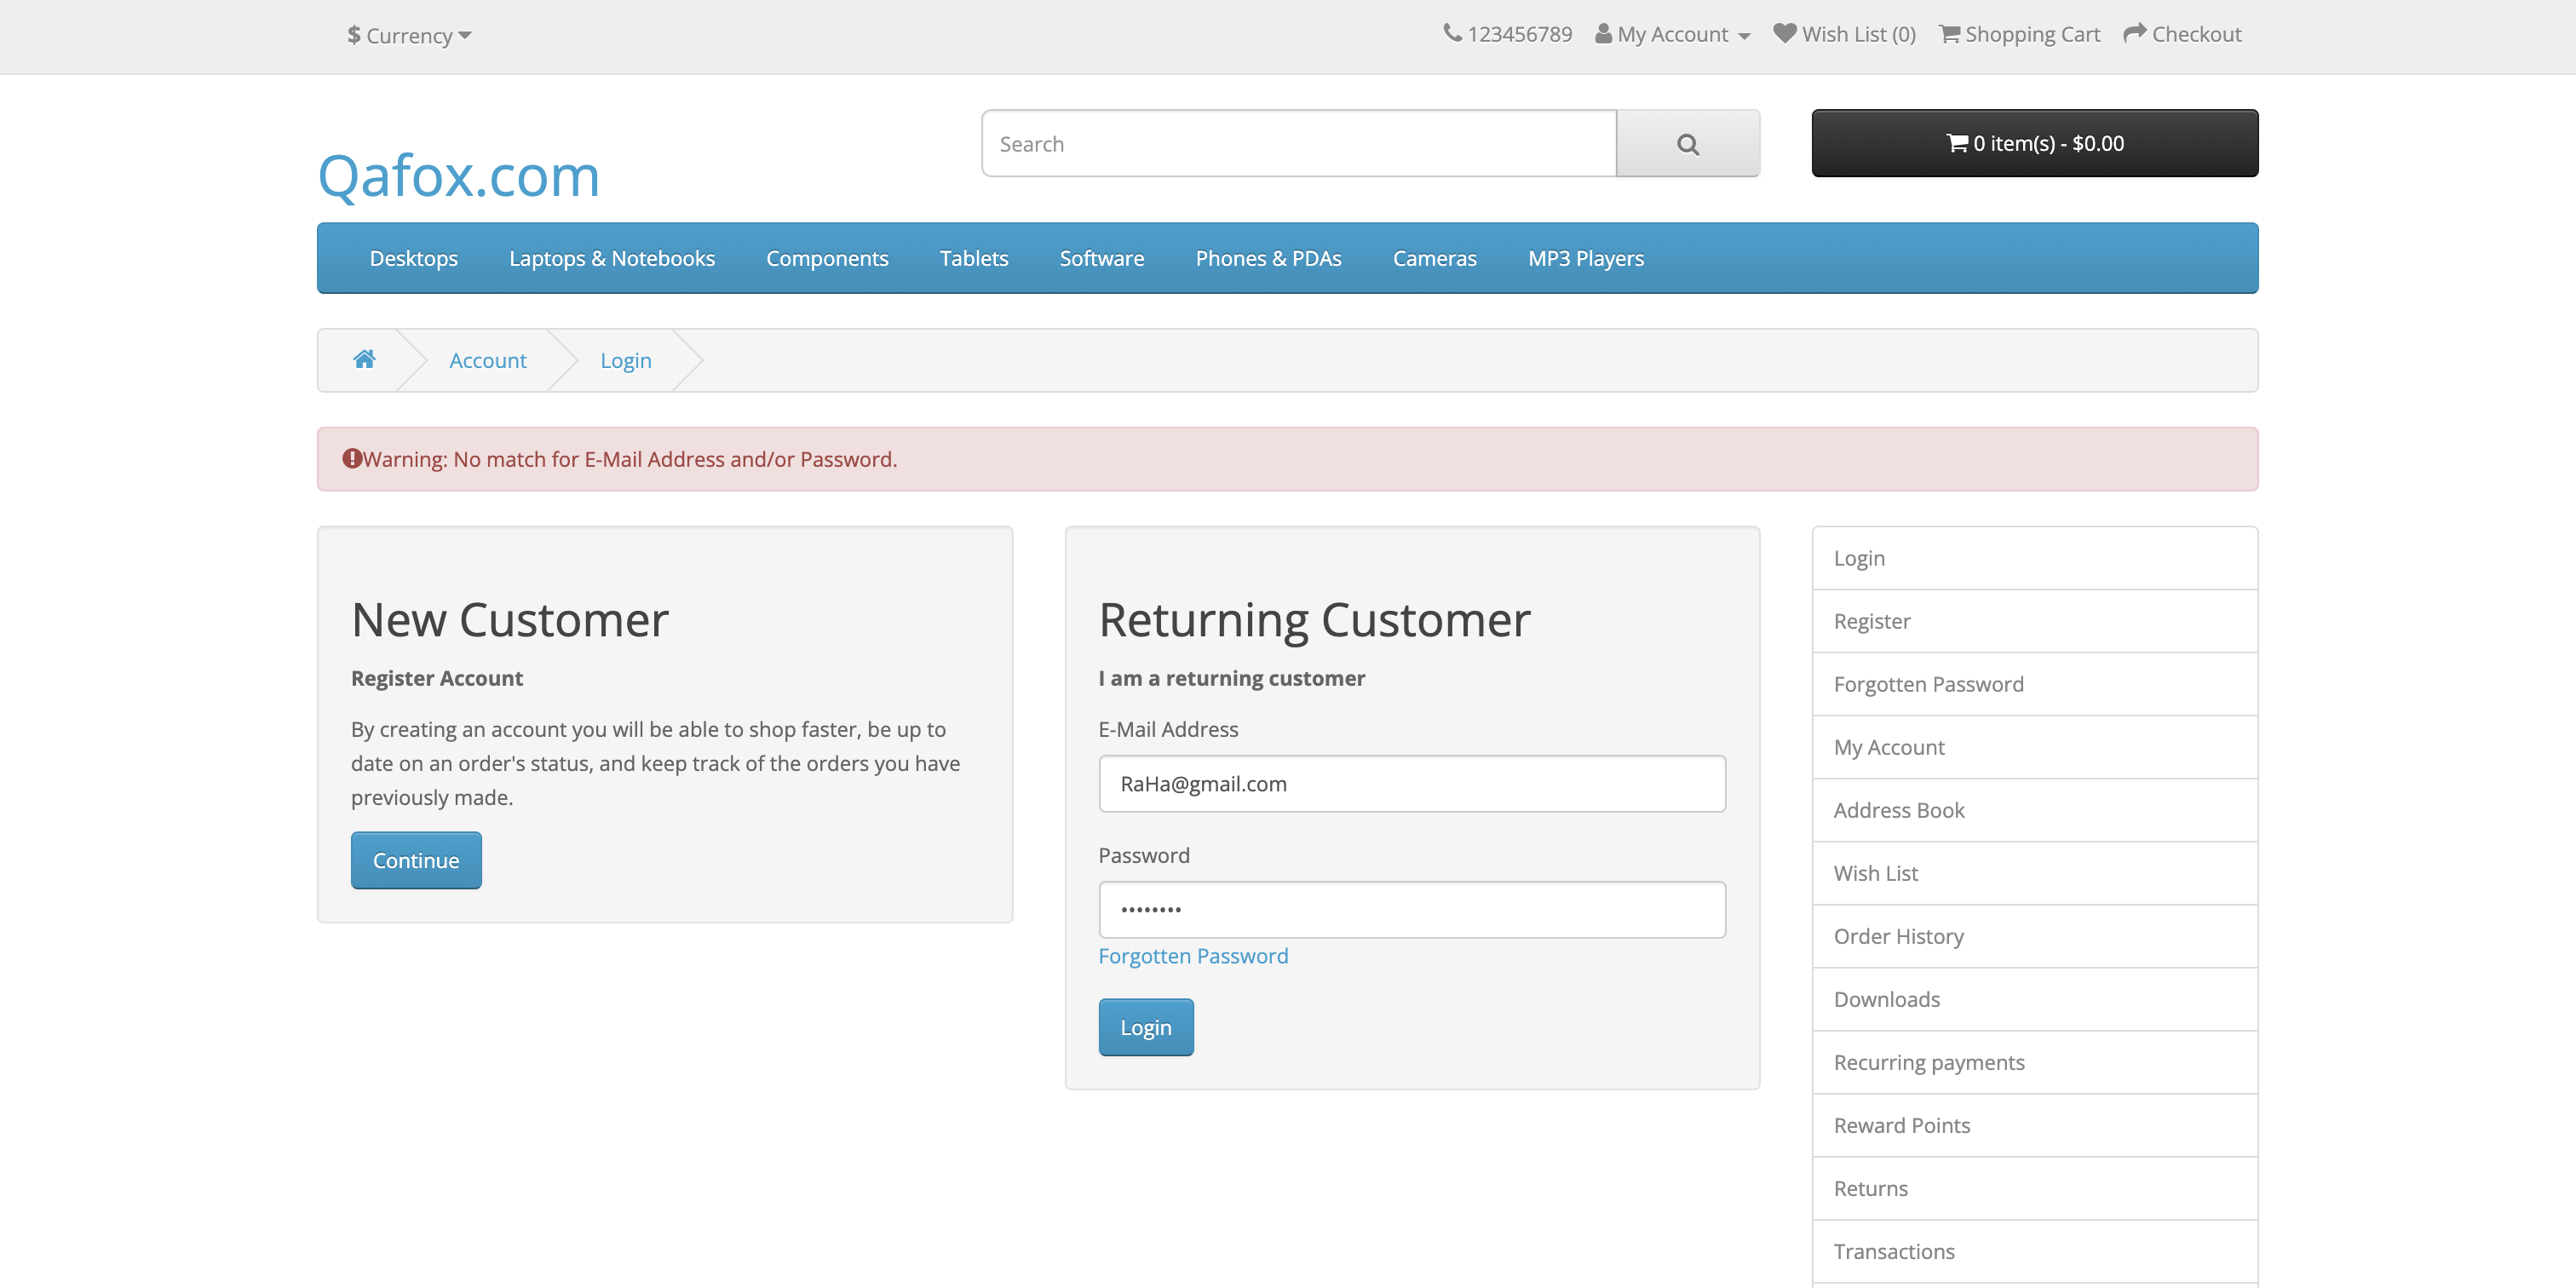 $ Currency
123456789 My Account Wish List (0) Shopping Cart Checkout
Qafox.com
Search
0 item(s) - $0.00
Desktops Laptops & Notebooks Components Tablets Software Phones & PDAs Cameras MP3 Players
Account Login
Warning: No match for E-Mail Address and/or Password.
New Customer
Register Account
By creating an account you will be able to shop faster, be up to
date on an order's status, and keep track of the orders you have
previously made.
Continue
Returning Customer
I am a returning customer
E-Mail Address
RaHa@gmail.com
Password
••••••••
Forgotten Password
Login
Login
Register
Forgotten Password
My Account
Address Book
Wish List
Order History
Downloads
Recurring payments
Reward Points
Returns
Transactions